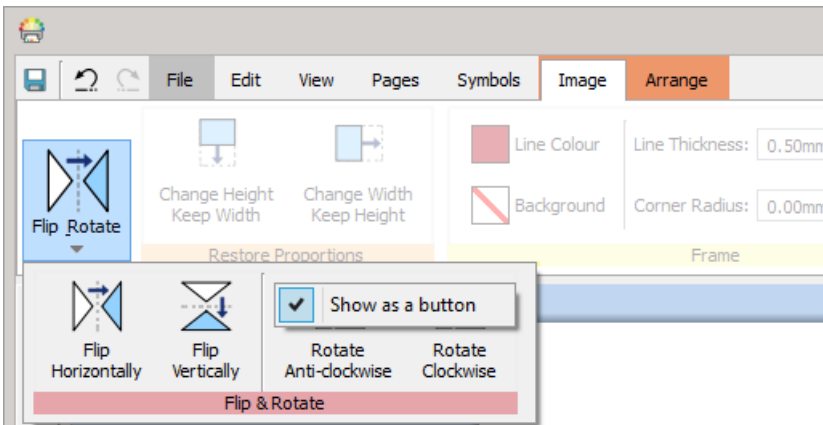 File Edit View Pages Symbols Image Arrange
Flip Rotate
Change Height
Keep Width
Change Width
Keep Height
Restore Proportions
Line Colour
Line Thickness: 0.50mm
Background
Corner Radius: 0.00mm
Frame
Show as a button
Flip
Horizontally
Flip
Vertically
Rotate
Anti-clockwise
Rotate
Clockwise
Flip & Rotate